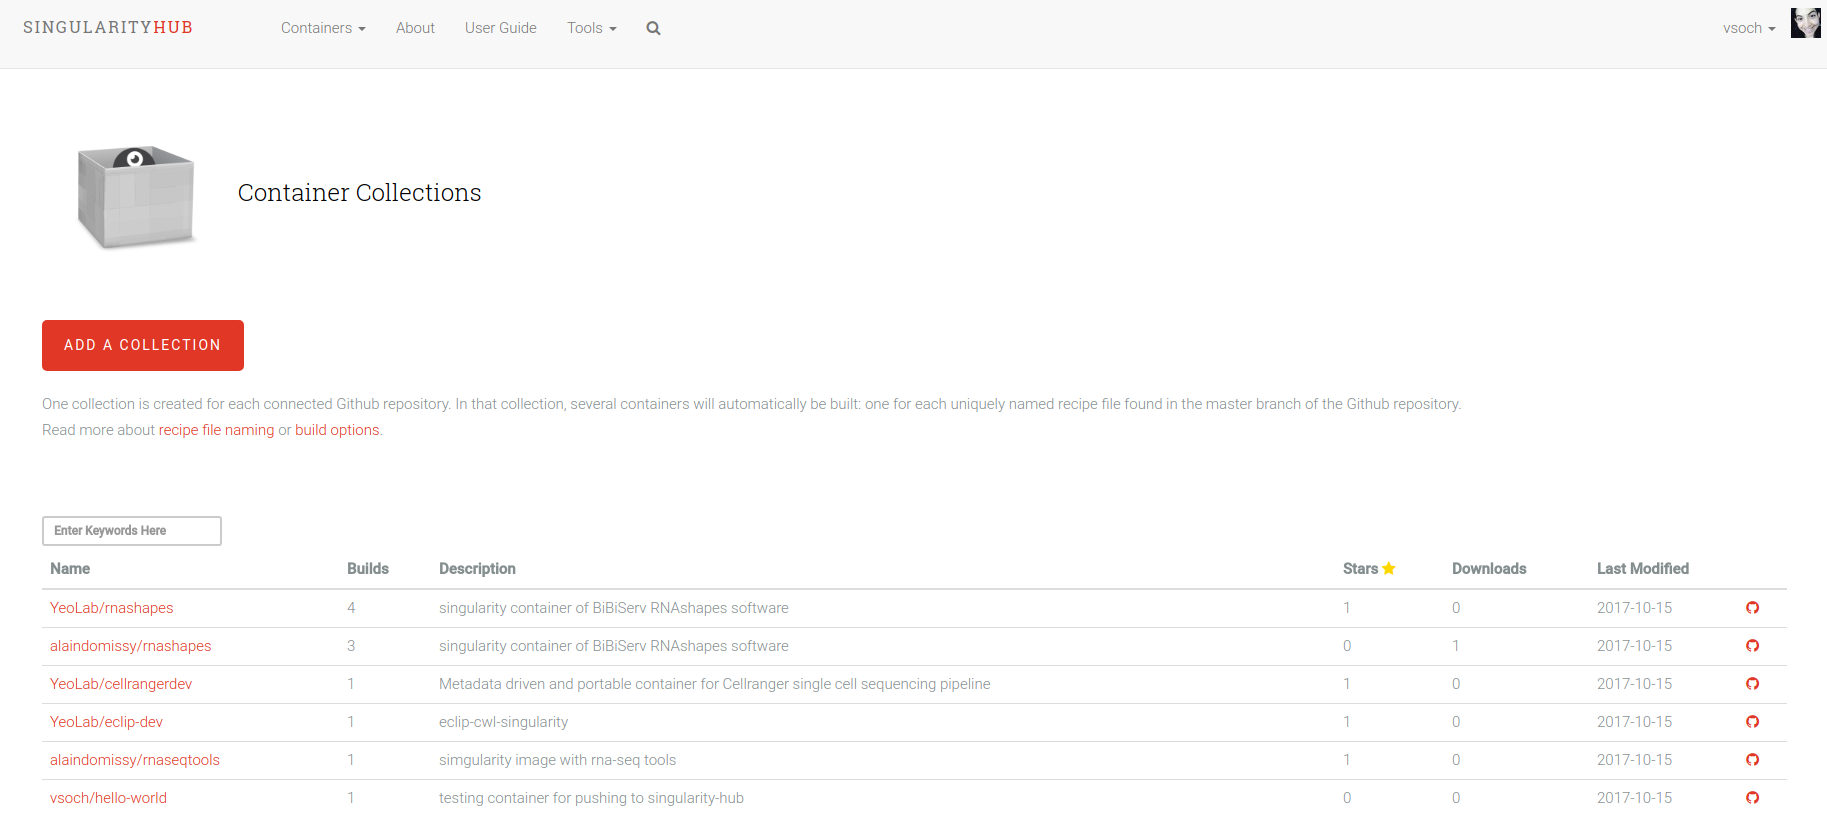 SINGULARITYHUB Containers About User Guide Tools vsoch
Container Collections
ADD A COLLECTION
One collection is created for each connected Github repository. In that collection, several containers will automatically be built: one for each uniquely named recipe file found in the master branch of the Github repository.
Read more about recipe file naming or build options.
Enter Keywords Here
Name Builds Description Stars Downloads Last Modified
YeoLab/rnashapes 4 singularity container of BiBiServ RNAshapes software 1 0 2017-10-15
alaindomissy/rnashapes 3 singularity container of BiBiServ RNAshapes software 0 1 2017-10-15
YeoLab/cellrangerdev 1 Metadata driven and portable container for Cellranger single cell sequencing pipeline 1 0 2017-10-15
YeoLab/eclip-dev 1 eclip-cwl-singularity 1 0 2017-10-15
alaindomissy/rnaseqtools 1 simgularity image with rna-seq tools 1 0 2017-10-15
vsoch/hello-world 1 testing container for pushing to singularity-hub 0 0 2017-10-15